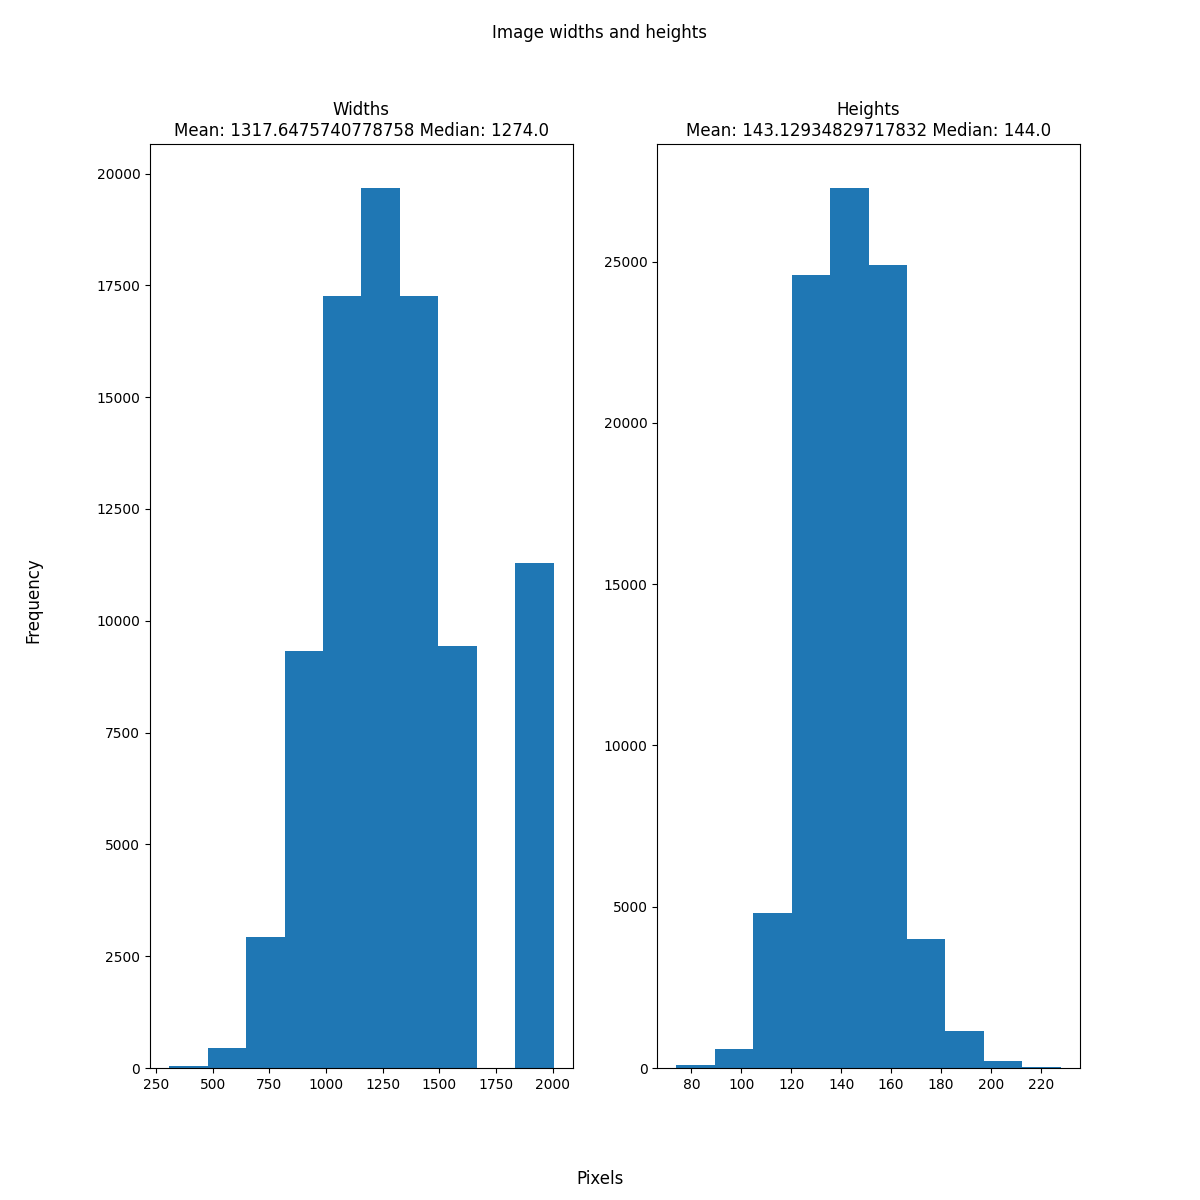 Image widths and heights
Widths
Mean: 1317.6475740778758 Median: 1274.0
20000
17500
15000
12500
10000
7500
5000
2500
0
250 500 750 1000 1250 1500 1750 2000
Heights
Mean: 143.12934829717832 Median: 144.0
25000
20000
15000
10000
5000
0
80 100 120 140 160 180 200 220
Frequency
Pixels